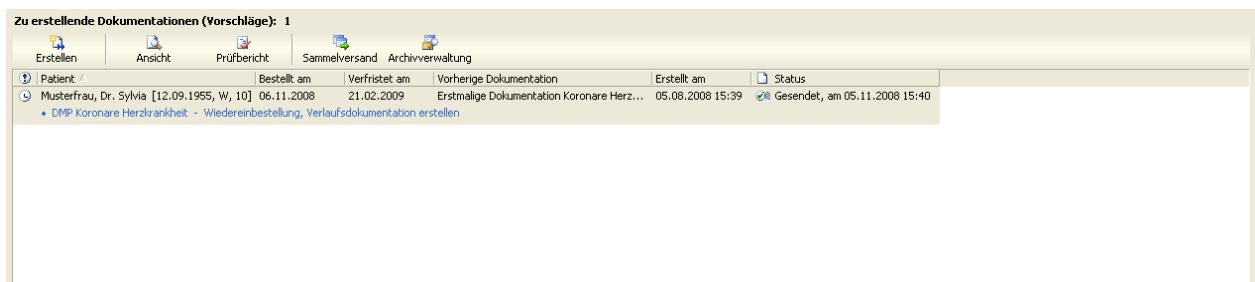 Zu erstellende Dokumentationen (Vorschläge): 1
Erstellen Ansicht Prüfbericht Sammelversand Archivverwaltung
Patient Bestellt am Verfristet am Vorherige Dokumentation Erstellt am Status
Musterfrau, Dr. Sylvia [12.09.1955, W, 10] 06.11.2008 21.02.2009 Erstmalige Dokumentation Koronare Herz... 05.08.2008 15:39 Gesendet, am 05.11.2008 15:40
• DMP Koronare Herzkrankheit - Wiedereinbestellung, Verlaufsdokumentation erstellen